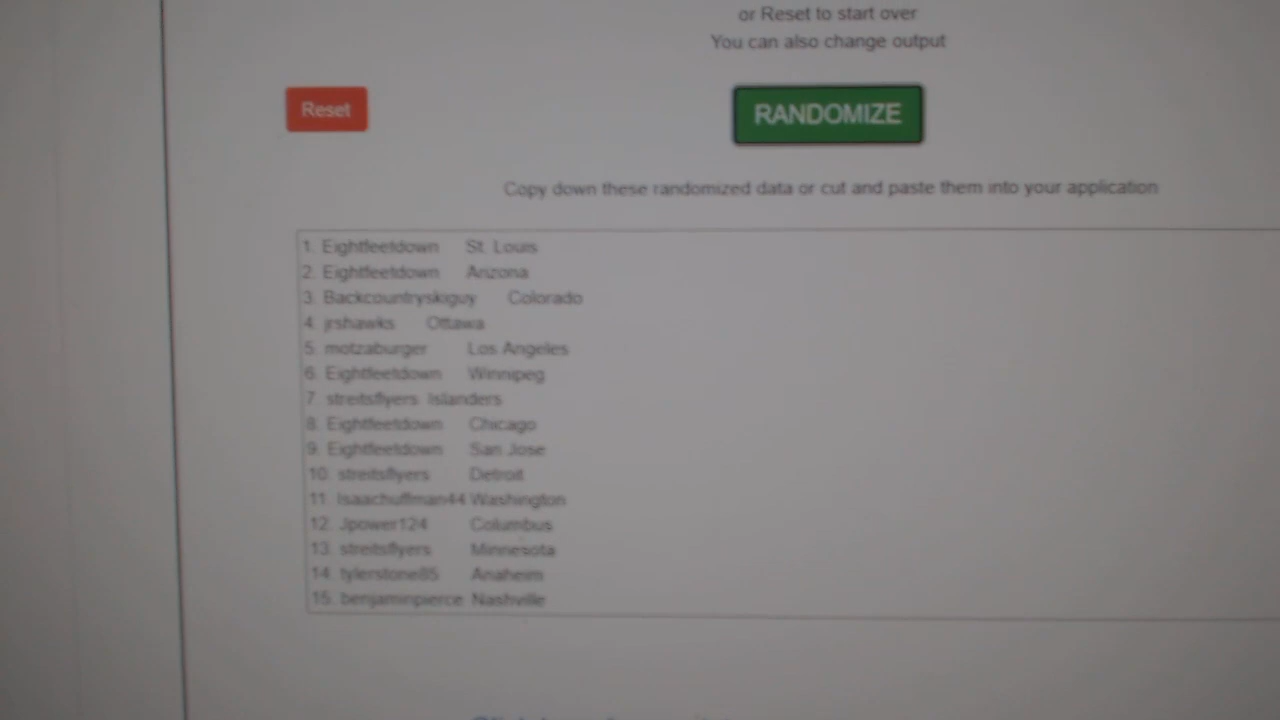 or Reset to start over
You can also change output
Reset
RANDOMIZE
Copy down these randomized data or cut and paste them into your application
1. Eightfeetdown St. Louis
2. Eightfeetdown Arizona
3. Backcountryskiguy Colorado
4. jrshawks Ottawa
5. motzaburger Los Angeles
6. Eightfeetdown Winnipeg
7. streitsflyers Islanders
8. Eightfeetdown Chicago
9. Eightfeetdown San Jose
10. streitsflyers Detroit
11. Isaachuffman44 Washington
12. Jpower124 Columbus
13. streitsflyers Minnesota
14. tylerstone85 Anaheim
15. benjaminpierce Nashville